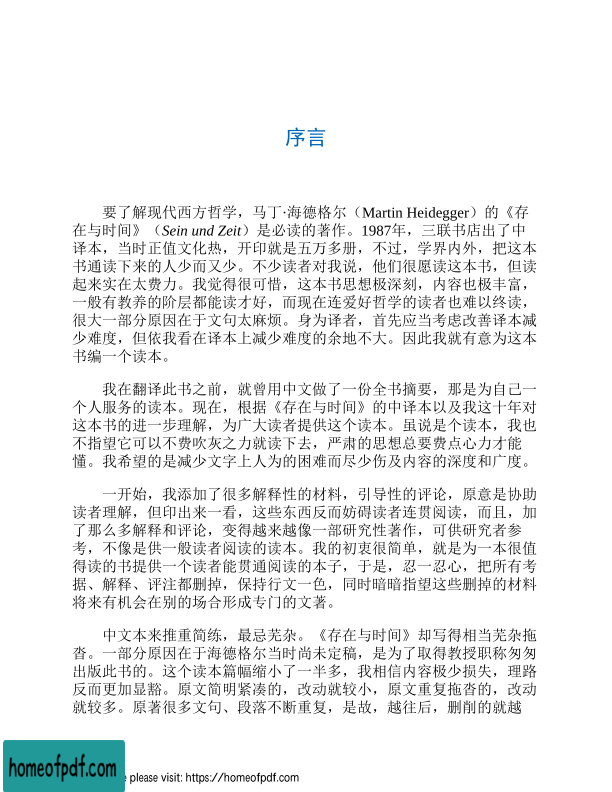 序言
要了解现代西方哲学，马丁·海德格尔（Martin Heidegger）的《存
在与时间》（Sein und Zeit）是必读的著作。1987年，三联书店出了中
译本，当时正值文化热，开印就是五万多册，不过，学界内外，把这本
书通读下来的人少而又少。不少读者对我说，他们很愿读这本书，但读
起来实在太费力。我觉得很可惜，这本书思想极深刻，内容也极丰富，
一般有教养的阶层都能读才好，而现在连爱好哲学的读者也难以终读，
很大一部分原因在于文句太麻烦。身为译者，首先应当考虑改善译本减
少难度，但依我看在译本上减少难度的余地不大。因此我就有意为这本
书编一个读本。
我在翻译此书之前，就曾用中文做了一份全书摘要，那是为自己一
个人服务的读本。现在，根据《存在与时间》的中译本以及我这十年对
这本书的进一步理解，为广大读者提供这个读本。虽说是个读本，我也
不指望它可以不费吹灰之力就读下去，严肃的思想总要费点心力才能
懂。我希望的是减少文字上人为的困难而尽少伤及内容的深度和广度。
一开始，我添加了很多解释性的材料，引导性的评论，原意是协助
读者理解，但印出来一看，这些东西反而妨碍读者连贯阅读，而且，加
了那么多解释和评论，变得越来越像一部研究性著作，可供研究者参
考，不像是供一般读者阅读的读本。我的初衷很简单，就是为一本很值
得读的书提供一个读者能贯通阅读的本子，于是，忍一忍心，把所有考
据、解释、评注都删掉，保持行文一色，同时暗暗指望这些删掉的材料
将来有机会在别的场合形成专门的文著。
中文本来推重简练，最忌芜杂。《存在与时间》却写得相当芜杂拖
沓。一部分原因在于海德格尔当时尚未定稿，是为了取得教授职称匆匆
出版此书的。这个读本篇幅缩小了一半多，我相信内容极少损失，理路
反而更加显豁。原文简明紧凑的，改动就较小，原文重复拖沓的，改动
就较多。原著很多文句、段落不断重复，是故，越往后，删削的就越
homeofpdf.com
please visit: https://homeofpdf.com